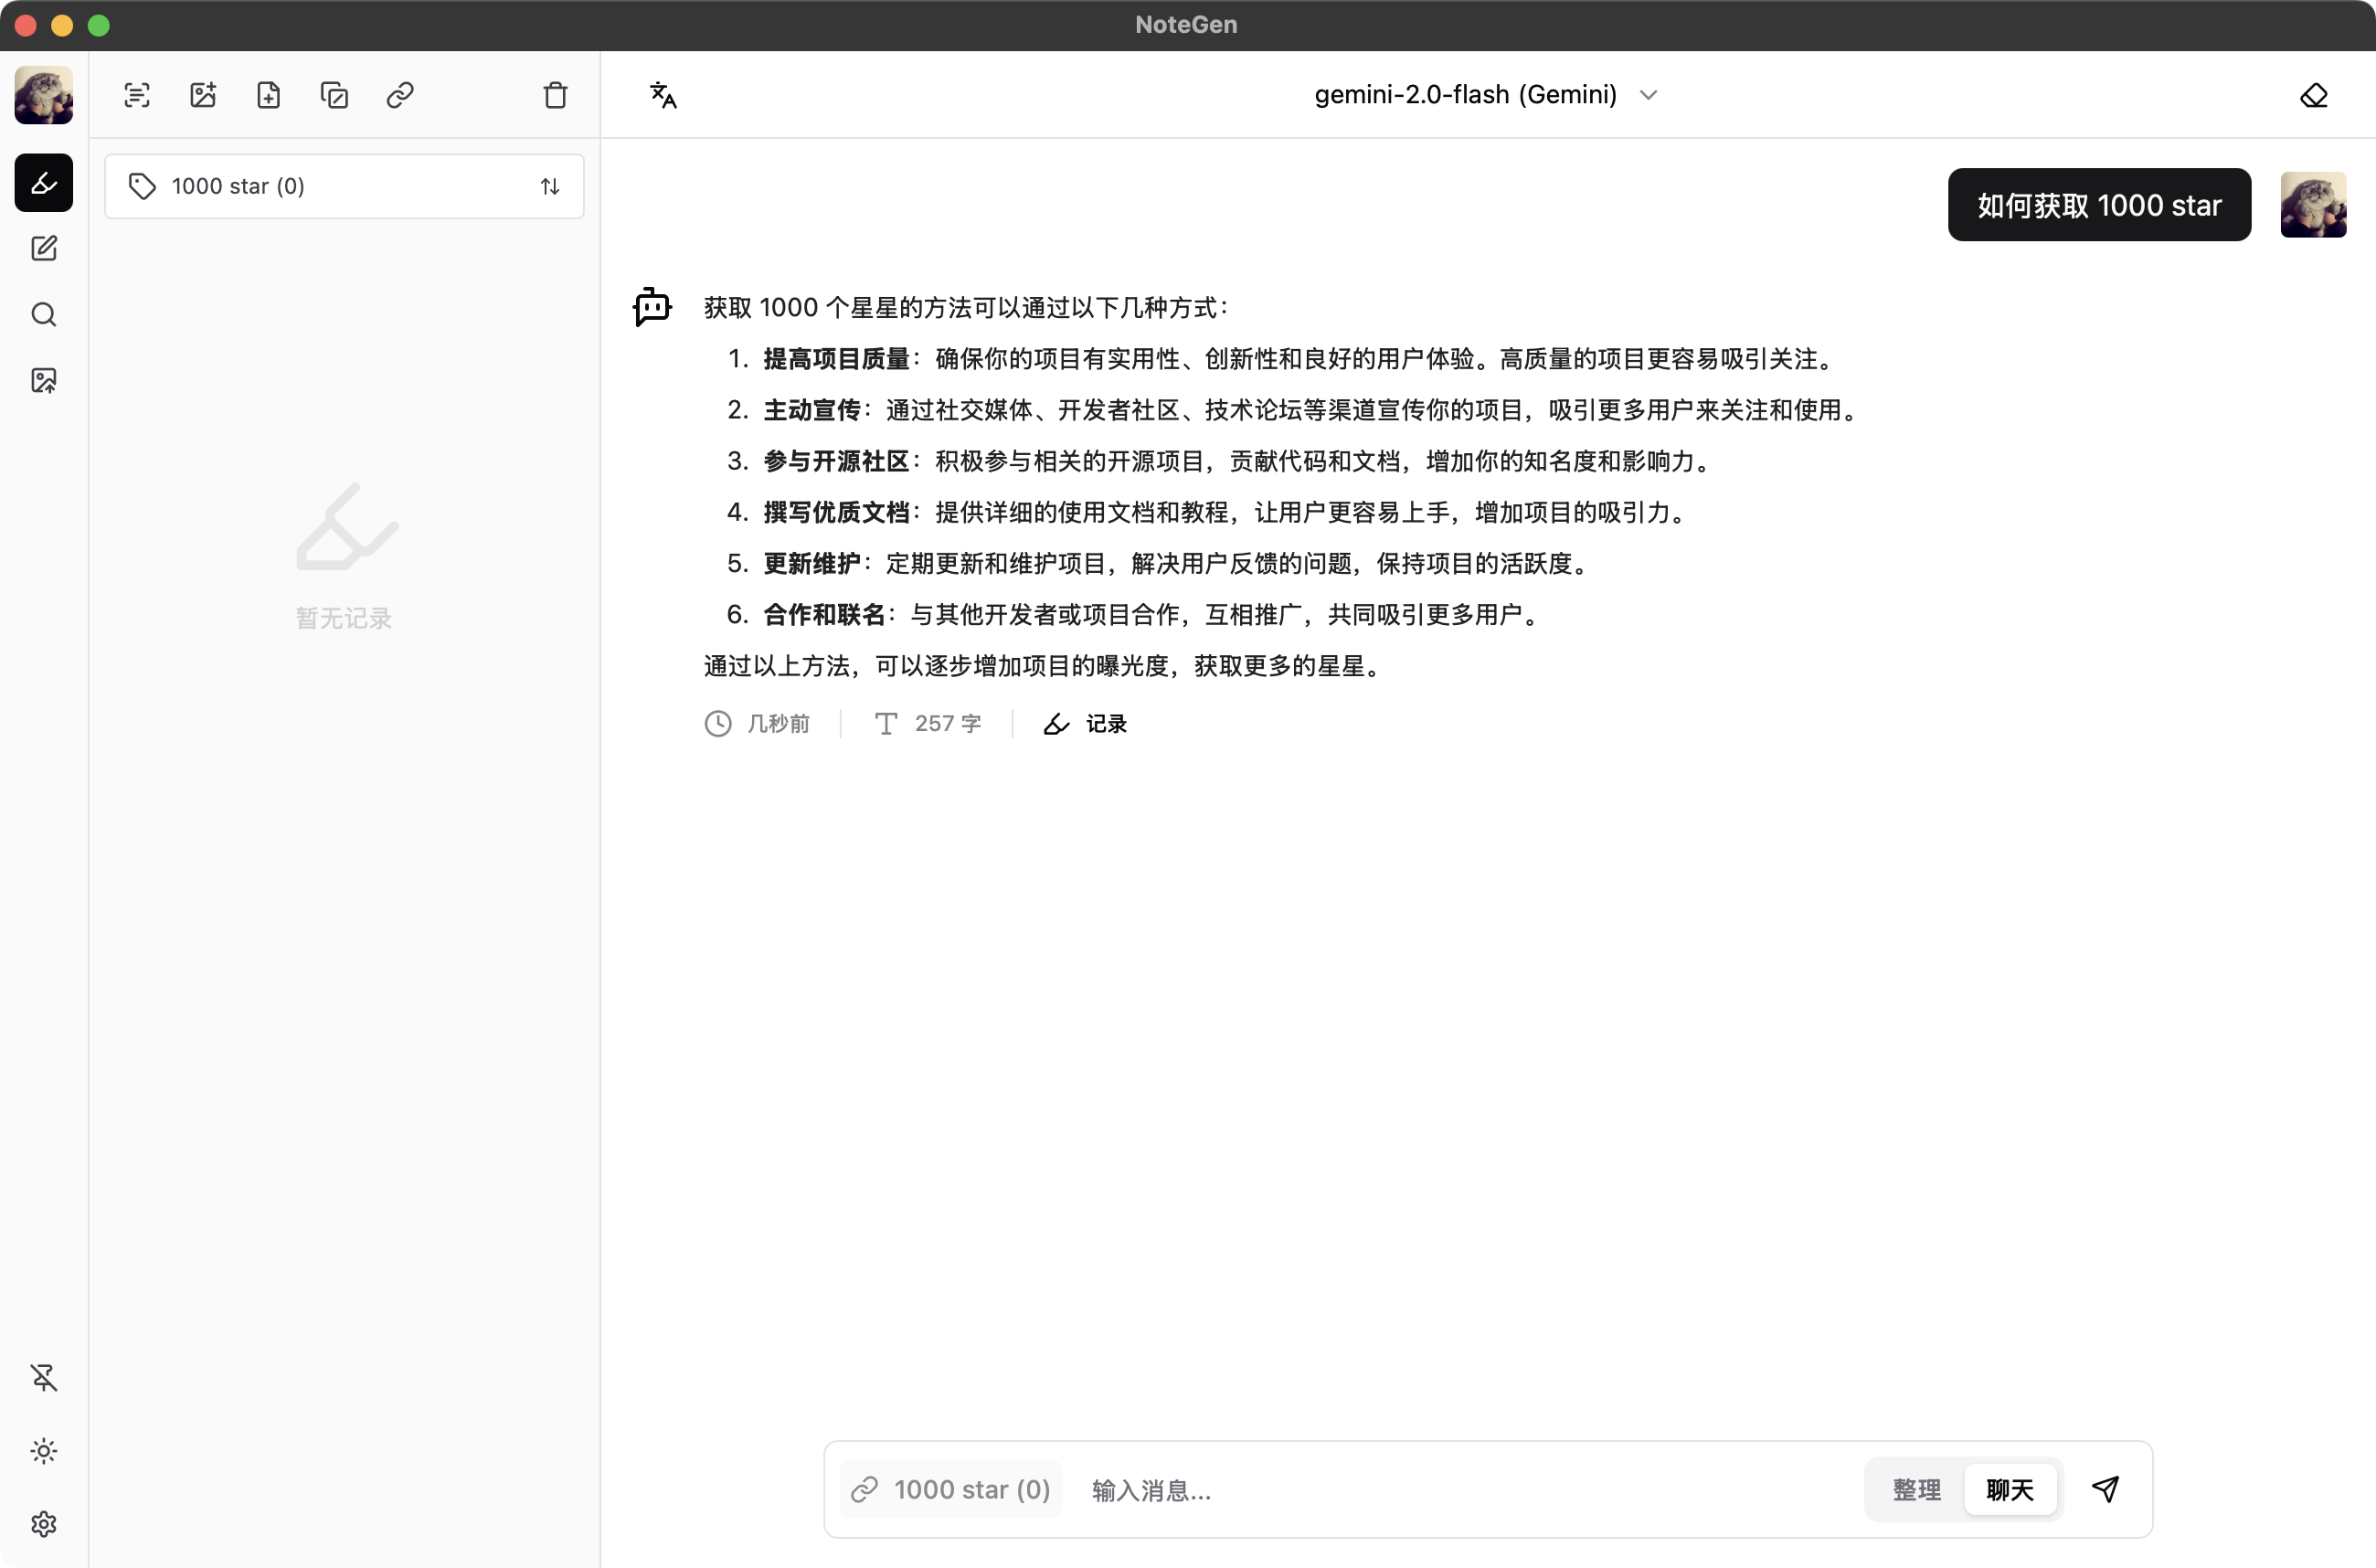 NoteGen
gemini-2.0-flash (Gemini)
1000 star (0)
如何获取 1000 star
获取 1000 个星星的方法可以通过以下几种方式：
1. 提高项目质量：确保你的项目有实用性、创新性和良好的用户体验。高质量的项目更容易吸引关注。
2. 主动宣传：通过社交媒体、开发者社区、技术论坛等渠道宣传你的项目，吸引更多用户来关注和使用。
3. 参与开源社区：积极参与相关的开源项目，贡献代码和文档，增加你的知名度和影响力。
4. 撰写优质文档：提供详细的使用文档和教程，让用户更容易上手，增加项目的吸引力。
5. 更新维护：定期更新和维护项目，解决用户反馈的问题，保持项目的活跃度。
6. 合作和联名：与其他开发者或项目合作，互相推广，共同吸引更多用户。
通过以上方法，可以逐步增加项目的曝光度，获取更多的星星。
几秒前 257 字 记录
暂无记录
1000 star (0) 输入消息... 整理 聊天